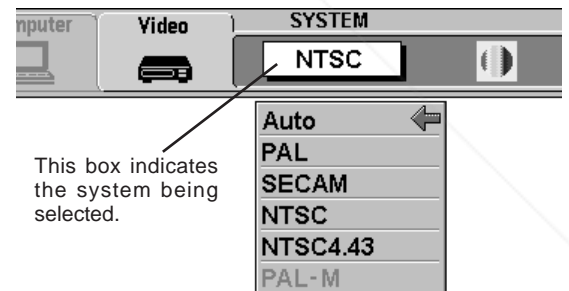 mputer Video SYSTEM
NTSC
Auto
PAL
SECAM
NTSC
NTSC4.43
PAL-M
This box indicates
the system being
selected.